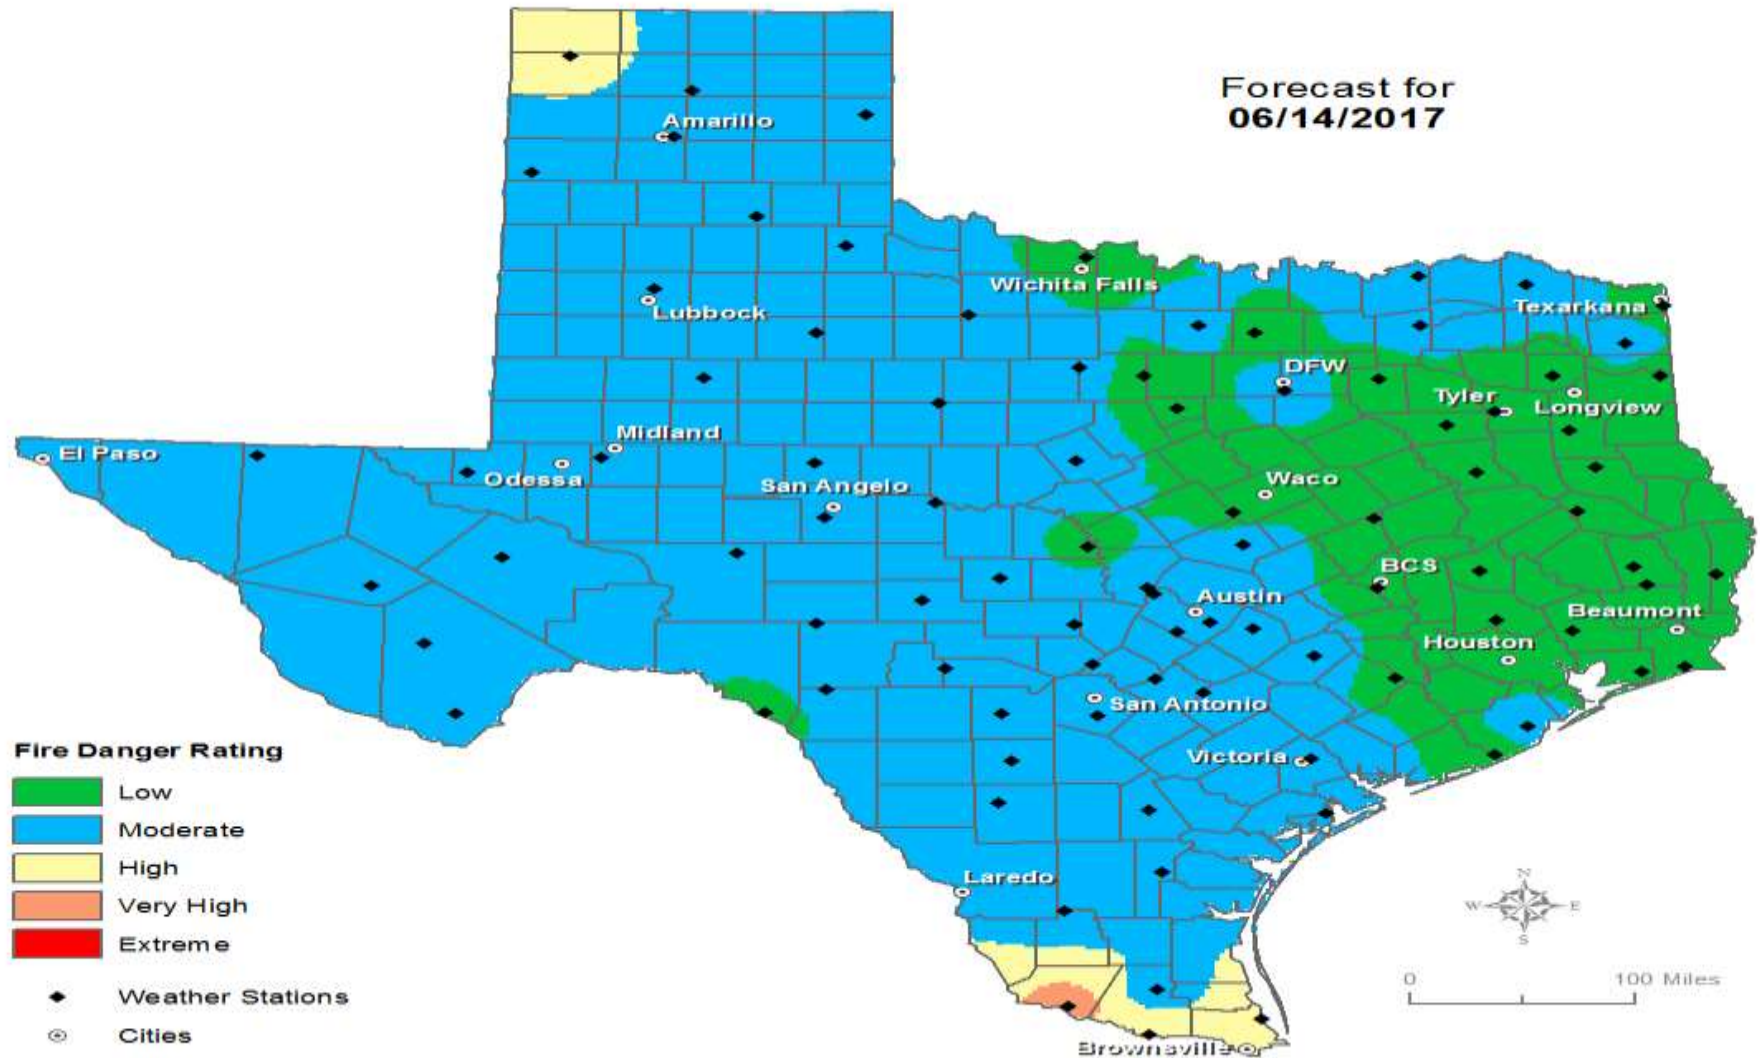 Forecast for
06/14/2017
Amarillo
Wichita Falls
Texarkana
Lubbock
DFW
Tyler
Longview
Midland
El Paso
Odessa
San Angelo
Waco
BCS
Austin
Beaumont
Houston
San Antonio
Victoria
Laredo
Brownsville
Fire Danger Rating
Low
Moderate
High
Very High
Extreme
Weather Stations
Cities
N
W E
S
0 100 Miles